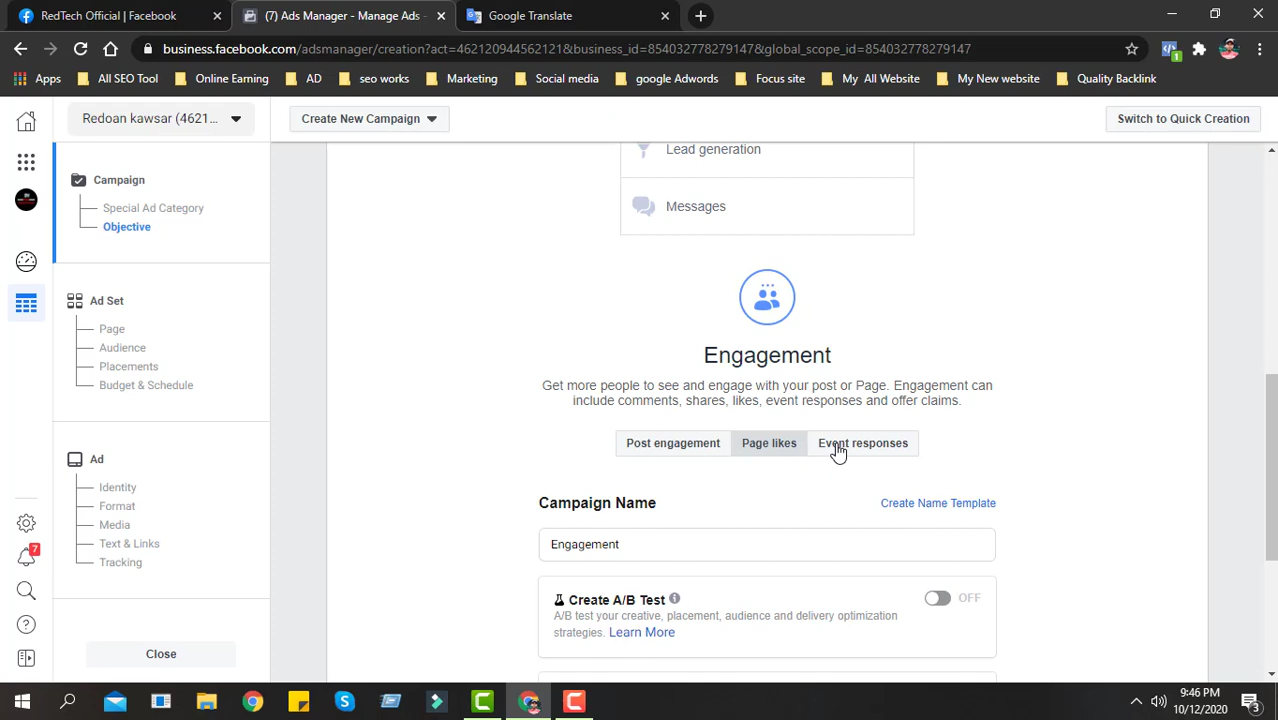 RedTech Official | Facebook
(7) Ads Manager - Manage Ads -
Google Translate
business.facebook.com/adsmanager/creation?act=462120944562121&business_id=854032778279147&global_scope_id=854032778279147
1
Apps
All SEO Tool
Online Earning
AD
seo works
Marketing
Social media
google Adwords
Focus site
My All Website
My New website
Quality Backlink
Redoan kawsar (4621...
Create New Campaign
Switch to Quick Creation
Campaign
Special Ad Category
Objective
Ad Set
Page
Audience
Placements
Budget & Schedule
Ad
Identity
Format
Media
Text & Links
Tracking
Close
7
Lead generation
Messages
Engagement
Get more people to see and engage with your post or Page. Engagement can
include comments, shares, likes, event responses and offer claims.
Post engagement
Page likes
Event responses
Campaign Name
Create Name Template
Engagement
Create A/B Test
OFF
A/B test your creative, placement, audience and delivery optimization
strategies. Learn More
9:46 PM
10/12/2020
3